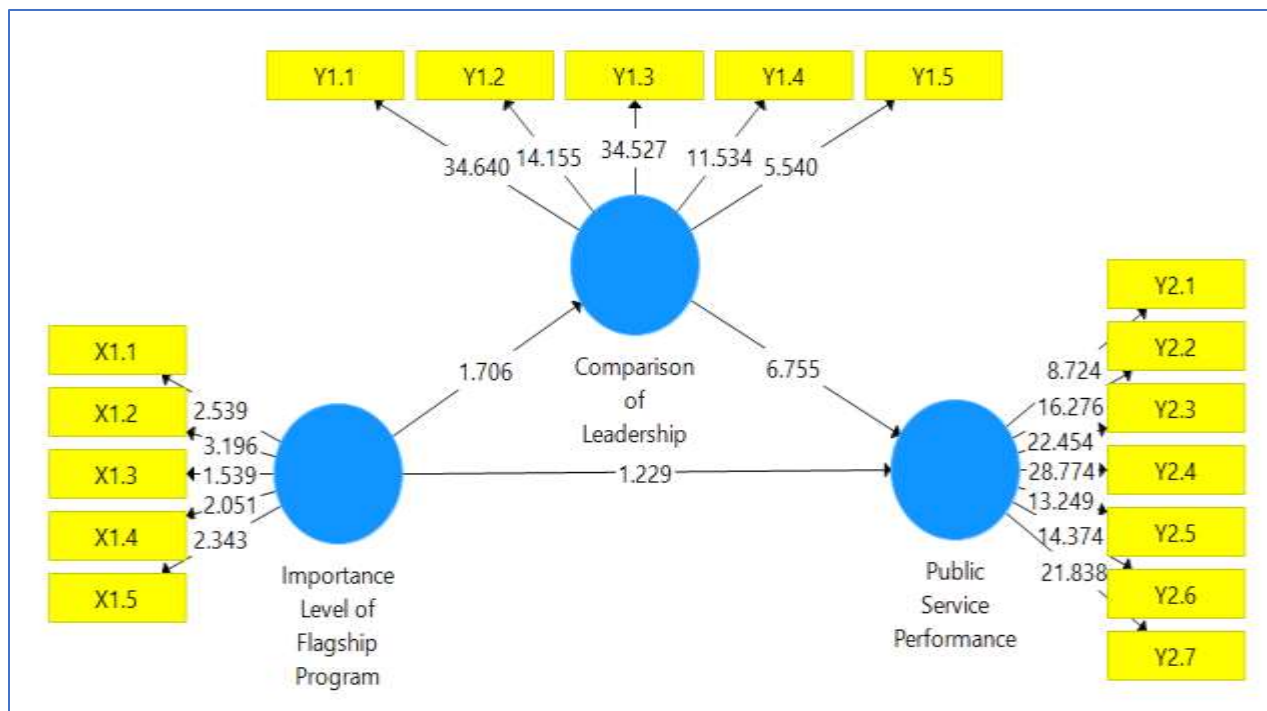 Y1.1
Y1.2
Y1.3
Y1.4
Y1.5
34.640
14.155
34.527
11.534
5.540
Comparison
of
Leadership
1.706
6.755
1.229
X1.1
X1.2
X1.3
X1.4
X1.5
2.539
3.196
1.539
2.051
2.343
Importance
Level of
Flagship
Program
Y2.1
Y2.2
Y2.3
Y2.4
Y2.5
Y2.6
Y2.7
8.724
16.276
22.454
28.774
13.249
14.374
21.838
Public
Service
Performance